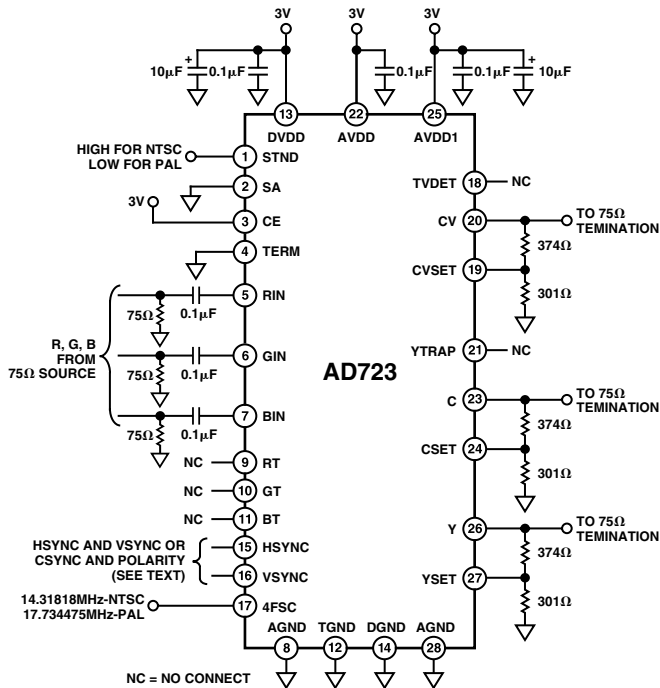 3V
3V
3V
10μF
+
0.1μF
0.1μF
0.1μF
+
10μF
13
22
25
DVDD
AVDD
AVDD1
HIGH FOR NTSC
LOW FOR PAL
1
STND
2
SA
3V
3
CE
4
TERM
5
RIN
75Ω
0.1μF
R, G, B
FROM
75Ω SOURCE
6
GIN
75Ω
0.1μF
7
BIN
75Ω
0.1μF
NC
9
RT
NC
10
GT
NC
11
BT
HSYNC AND VSYNC OR
CSYNC AND POLARITY
(SEE TEXT)
15
HSYNC
16
VSYNC
14.31818MHz-NTSC
17.734475MHz-PAL
17
4FSC
AD723
TVDET
18
NC
CV
20
TO 75Ω
TEMINATION
374Ω
CVSET
19
301Ω
YTRAP
21
NC
C
23
TO 75Ω
TEMINATION
374Ω
CSET
24
301Ω
Y
26
TO 75Ω
TEMINATION
374Ω
YSET
27
301Ω
AGND
TGND
DGND
AGND
8
12
14
28
NC = NO CONNECT